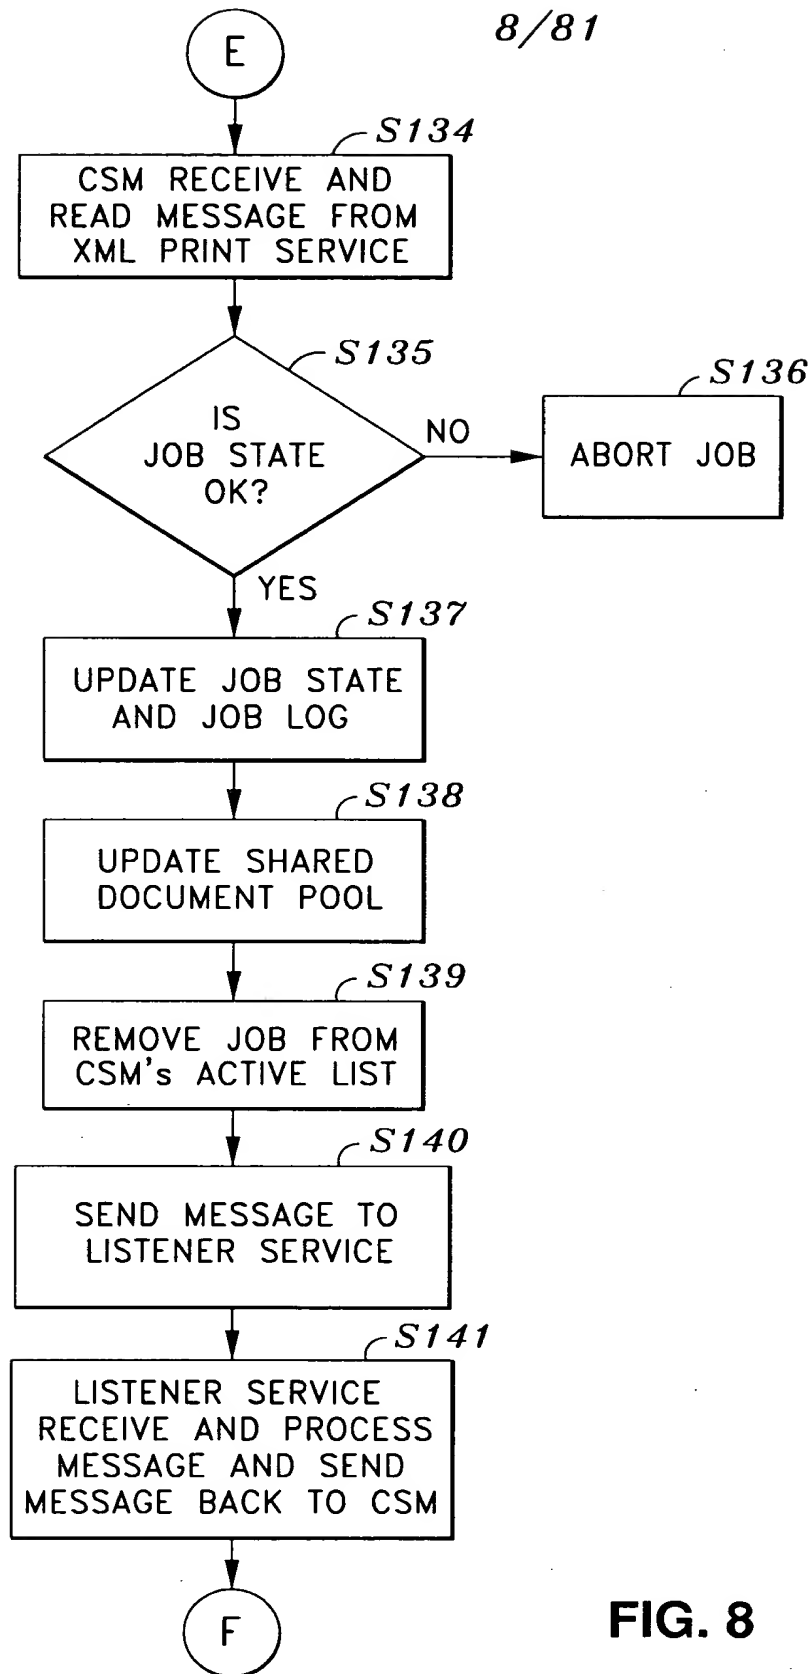 8/81
E
S134
CSM RECEIVE AND
READ MESSAGE FROM
XML PRINT SERVICE
S135
IS
JOB STATE
OK?
NO
S136
ABORT JOB
YES
S137
UPDATE JOB STATE
AND JOB LOG
S138
UPDATE SHARED
DOCUMENT POOL
S139
REMOVE JOB FROM
CSM's ACTIVE LIST
S140
SEND MESSAGE TO
LISTENER SERVICE
S141
LISTENER SERVICE
RECEIVE AND PROCESS
MESSAGE AND SEND
MESSAGE BACK TO CSM
F
FIG. 8